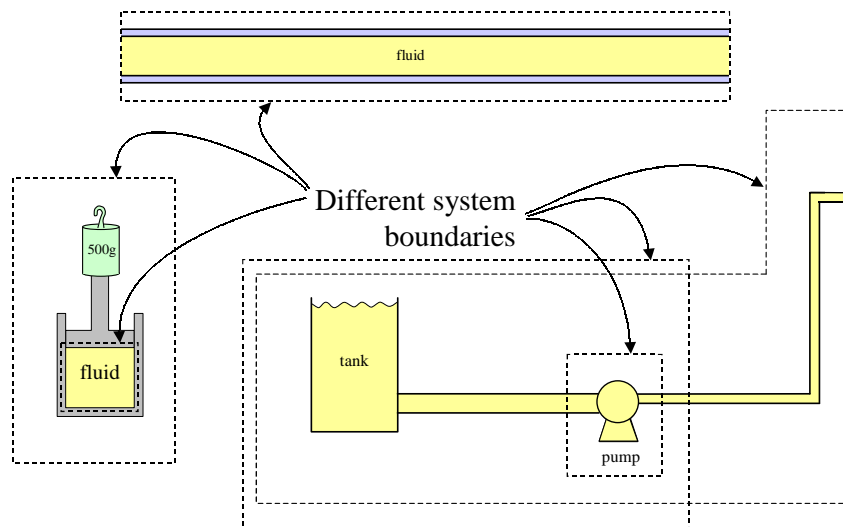 fluid
Different system
boundaries
500g
fluid
tank
pump